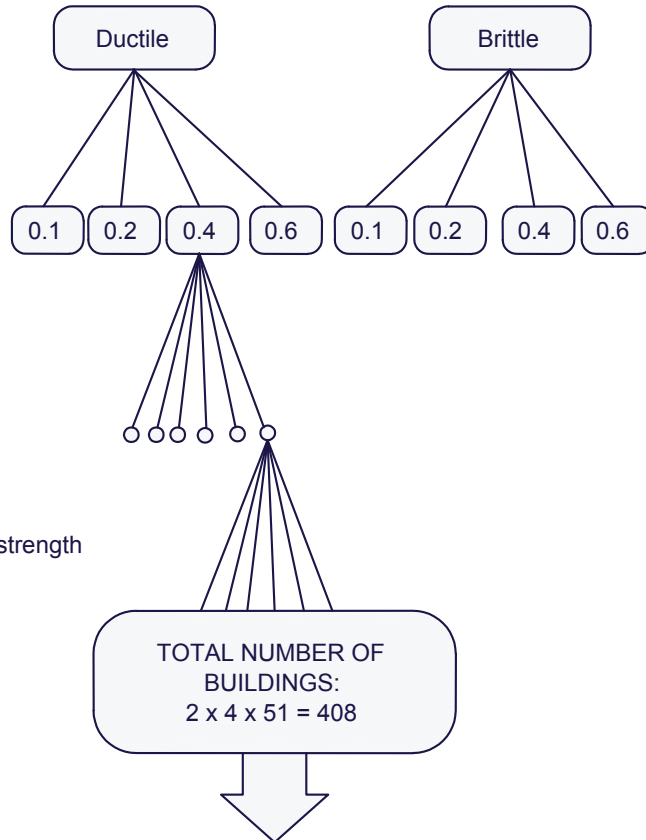 Ductile
Brittle
0.1
0.2
0.4
0.6
0.1
0.2
0.4
0.6
strength
TOTAL NUMBER OF
BUILDINGS:
2 x 4 x 51 = 408